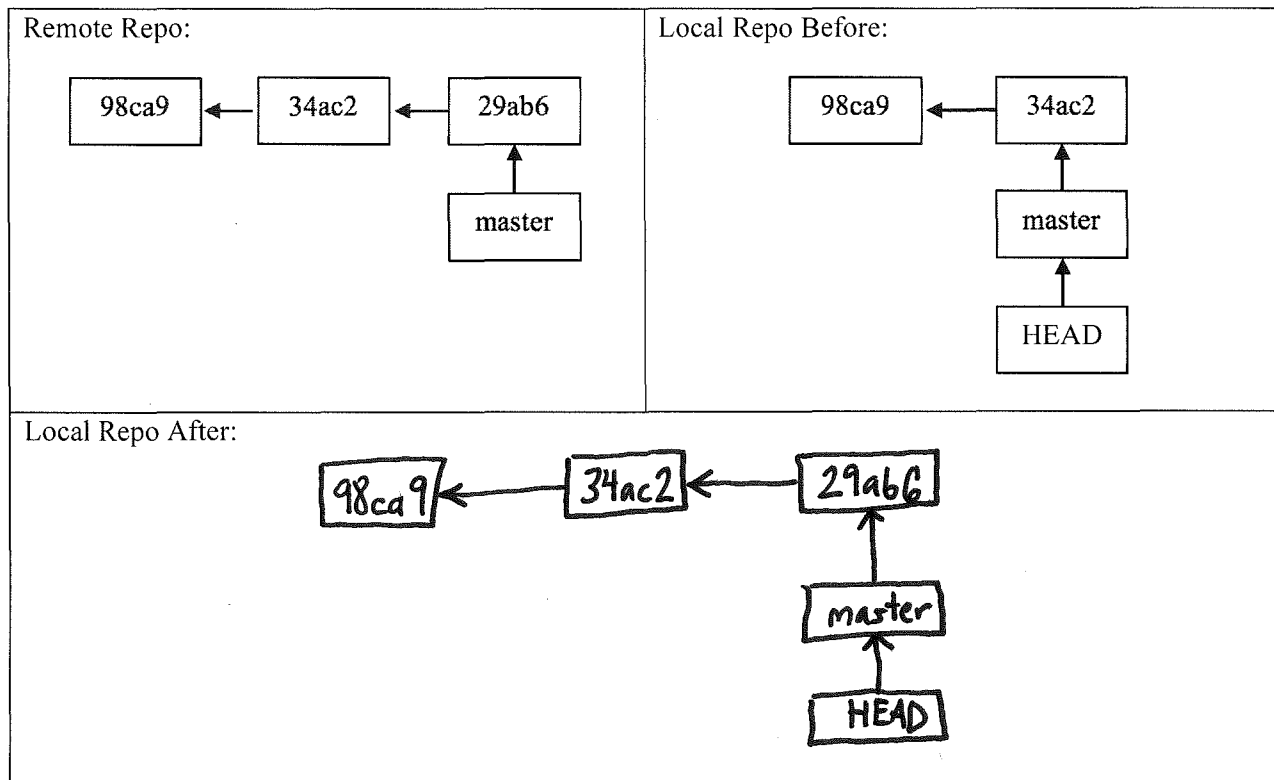 Remote Repo:
98ca9
34ac2
29ab6
master
Local Repo Before:
98ca9
34ac2
master
HEAD
Local Repo After:
98ca9
34ac2
29ab6
master
HEAD